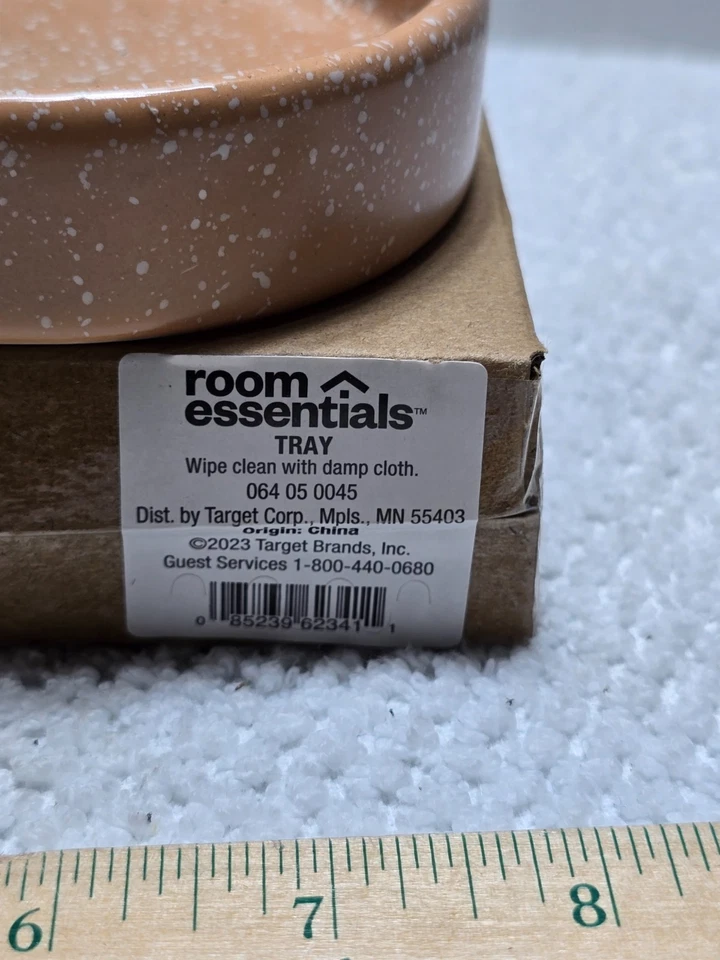 room
essentials™
TRAY
Wipe clean with damp cloth.
064 05 0045
Dist. by Target Corp., Mpls., MN 55403
Origin: China
©2023 Target Brands, Inc.
Guest Services 1-800-440-0680
0 85239 62341 1
6 7 8